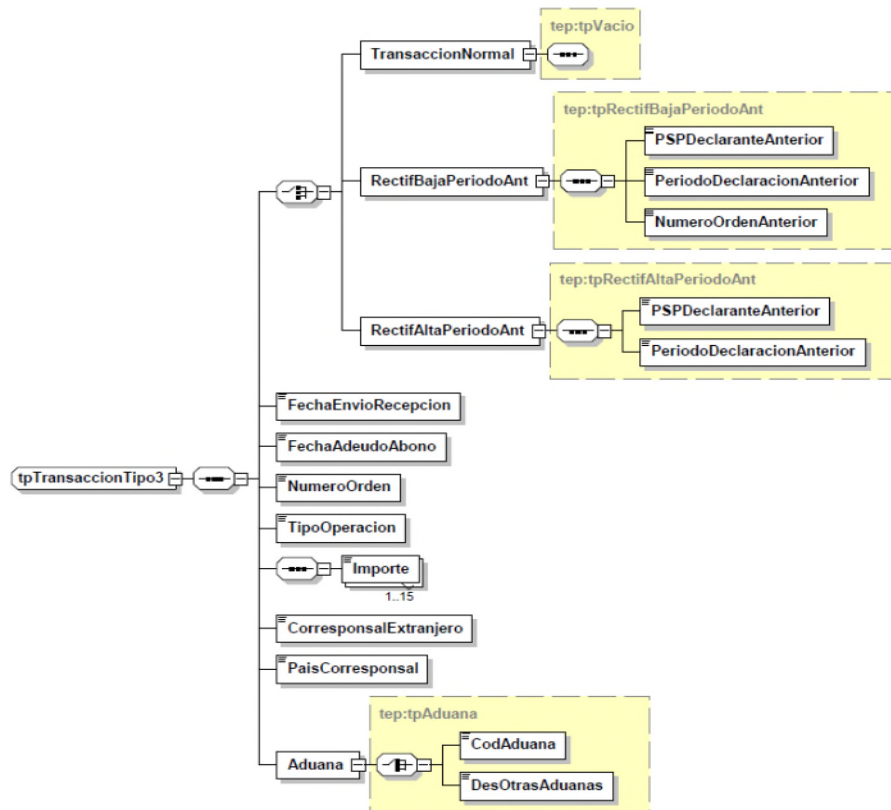 tep:tpVacio
TransaccionNormal
tep:tpRectifBajaPeriodoAnt
PSPDeclaranteAnterior
RectifBajaPeriodoAnt
PeriodoDeclaracionAnterior
NumeroOrdenAnterior
tep:tpRectifAltaPeriodoAnt
PSPDeclaranteAnterior
RectifAltaPeriodoAnt
PeriodoDeclaracionAnterior
FechaEnvioRecepcion
FechaAdeudoAbono
tpTransaccionTipo3
NumeroOrden
TipoOperacion
Importe
1..15
CorresponsalExtranjero
PaisCorresponsal
tep:tpAduana
CodAduana
Aduana
DesOtrasAduanas